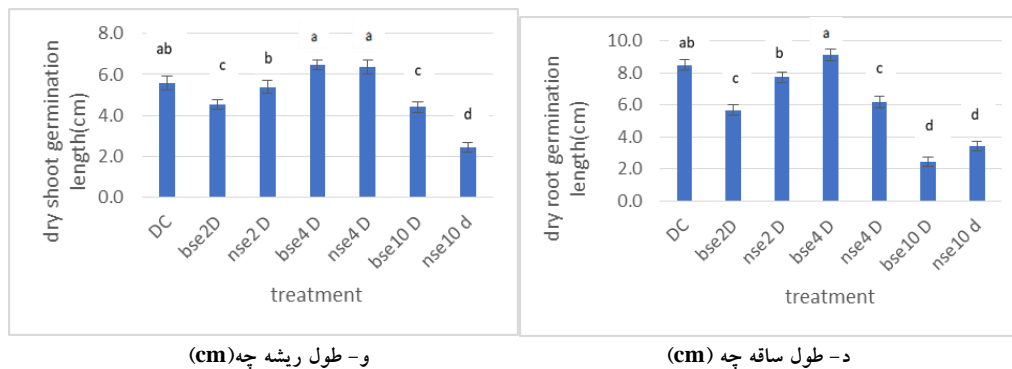 8.0
6.0
4.0
2.0
0.0
dry shoot germination
length(cm)
ab
c
b
a
a
c
d
DC
bse2D
nse2 D
bse4 D
nse4 D
bse10 D
nse10 d
treatment
و- طول ریشه چه(cm)
10.0
8.0
6.0
4.0
2.0
0.0
dry root germination
length(cm)
ab
c
b
a
c
d
d
DC
bse2D
nse2 D
bse4 D
nse4 D
bse10 D
nse10 d
treatment
د- طول ساقه چه (cm)